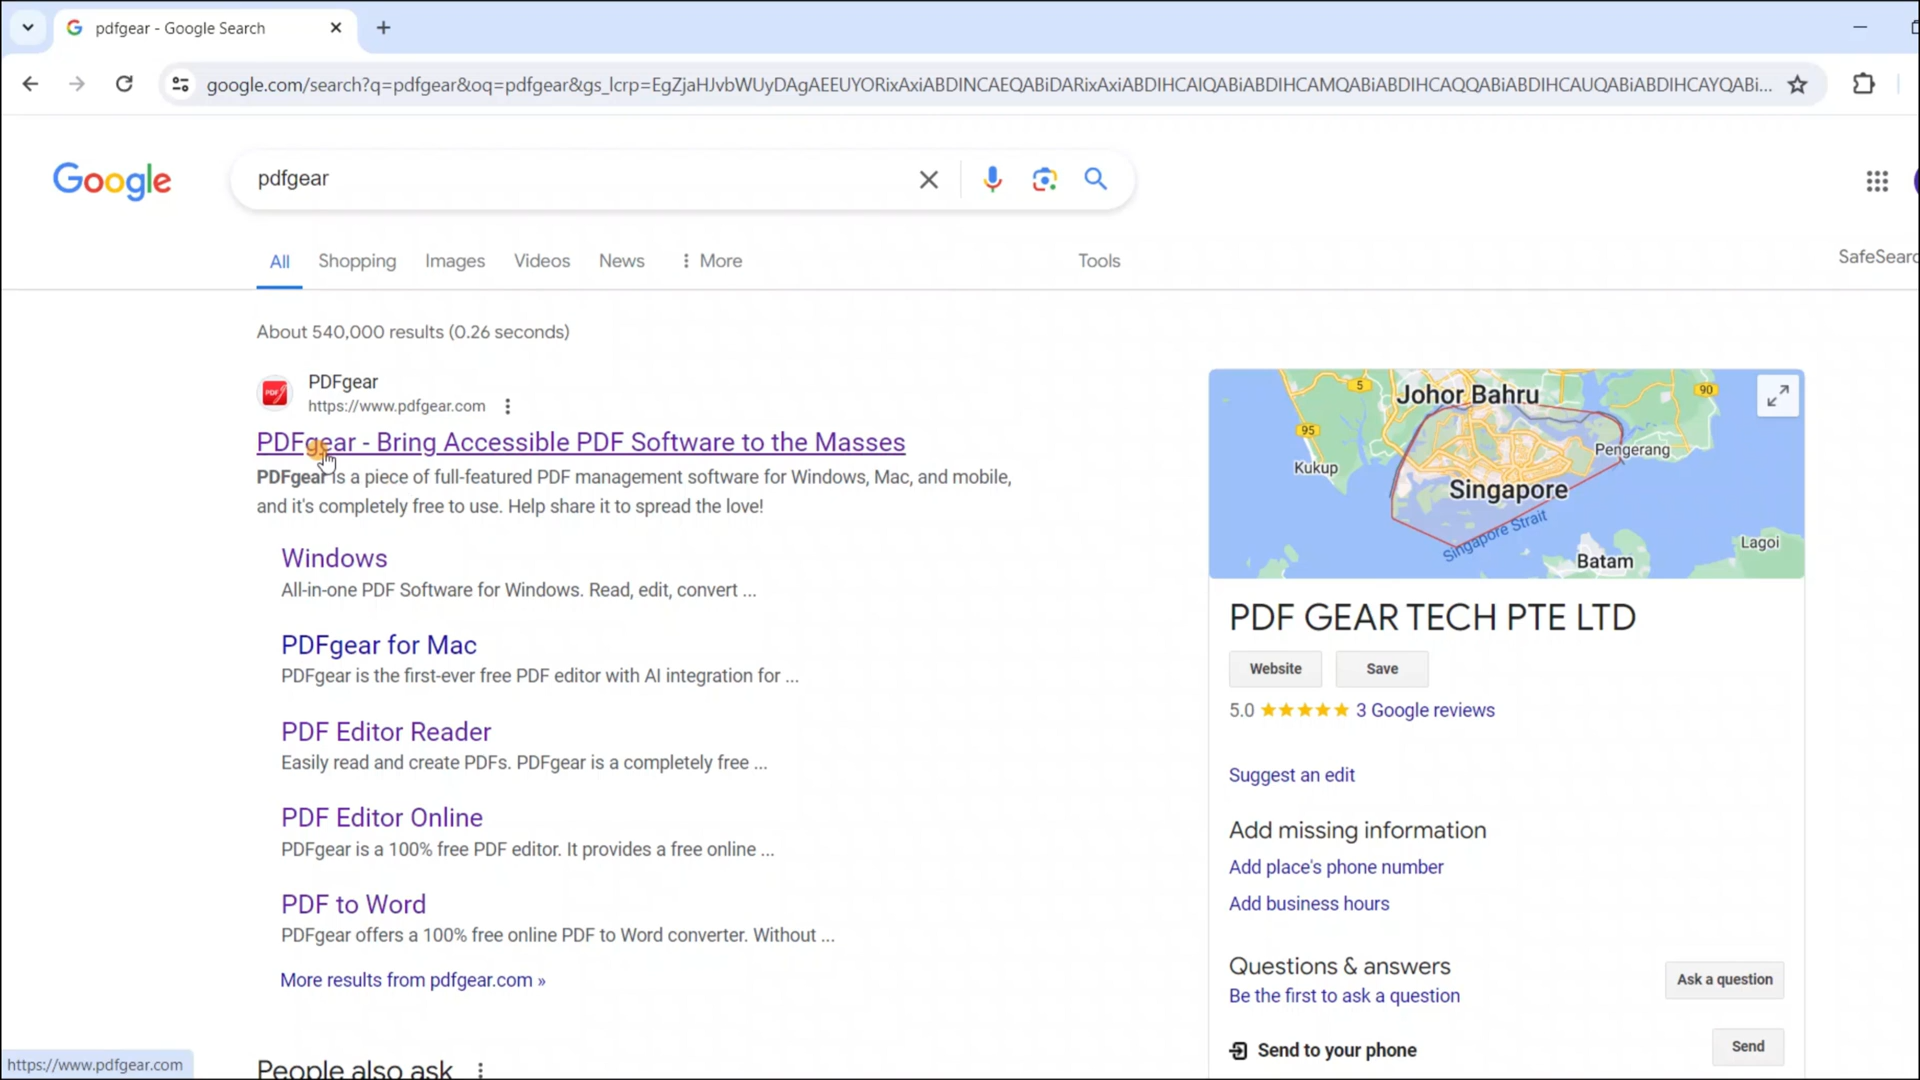 pdfgear - Google Search
google.com/search?q=pdfgear&oq=pdfgear&gs_lcrp=EgZjaHJvbWUyDAgAEEUYORixAxiABDINCAEQABiDARixAxiABDIHCAIQABiABDIHCAMQABiABDIHCAQQABiABDIHCAUQABiABDIHCAYQABi...
Google
pdfgear
All
Shopping
Images
Videos
News
More
Tools
SafeSearc
About 540,000 results (0.26 seconds)
PDFgear
https://www.pdfgear.com
PDFgear - Bring Accessible PDF Software to the Masses
PDFgear is a piece of full-featured PDF management software for Windows, Mac, and mobile,
and it's completely free to use. Help share it to spread the love!
Windows
All-in-one PDF Software for Windows. Read, edit, convert ...
PDFgear for Mac
PDFgear is the first-ever free PDF editor with AI integration for ...
PDF Editor Reader
Easily read and create PDFs. PDFgear is a completely free ...
PDF Editor Online
PDFgear is a 100% free PDF editor. It provides a free online ...
PDF to Word
PDFgear offers a 100% free online PDF to Word converter. Without ...
More results from pdfgear.com »
People also ask
https://www.pdfgear.com
5
Johor Bahru
90
95
Pengerang
Kukup
Singapore
Singapore Strait
Lagoi
Batam
PDF GEAR TECH PTE LTD
Website
Save
5.0
3 Google reviews
Suggest an edit
Add missing information
Add place's phone number
Add business hours
Questions & answers
Be the first to ask a question
Ask a question
Send to your phone
Send